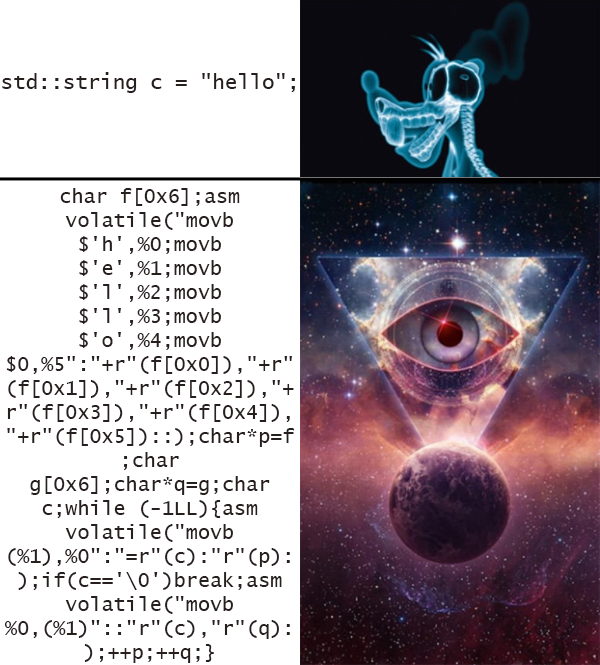 std::string c = "hello";
char f[0x6];asm
volatile("movb
$'h',%0;movb
$'e',%1;movb
$'l',%2;movb
$'l',%3;movb
$'o',%4;movb
$0,%5":"+r"(f[0x0]),"+r"
(f[0x1]),"+r"(f[0x2]),"+
r"(f[0x3]),"+r"(f[0x4]),
"+r"(f[0x5])::);char*p=f
;char
g[0x6];char*q=g;char
c;while (-1LL){asm
volatile("movb
(%1),%0":"=r"(c):"r"(p):
);if(c=='\0')break;asm
volatile("movb
%0,(%1)"::"r"(c),"r"(q):
);++p;++q;}